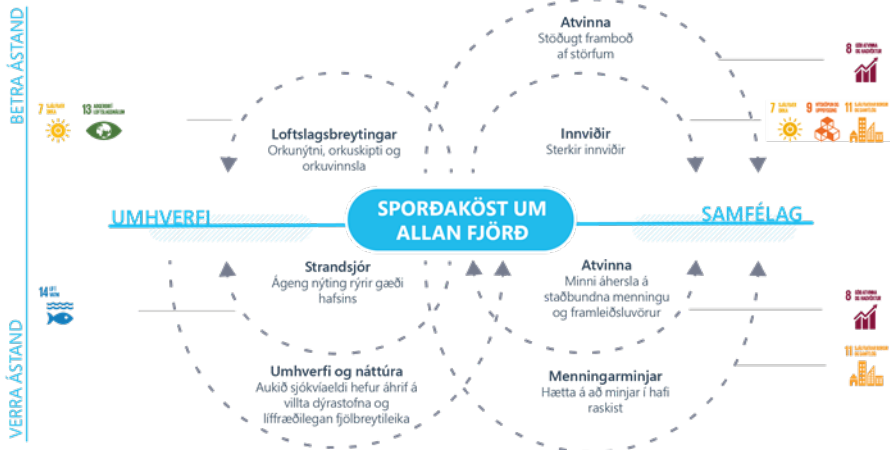 BETRA ÁSTAND
VERRA ÁSTAND
Atvinna
Stöðugt framboð
af störfum
8
7
13
Loftslagsbreytingar
Orkunýtni, orkuskipti og
orkuvinnsla
Innviðir
Sterkir innviðir
7
9
11
UMHVERFI
SPORÐAKÖST UM
ALLAN FJÖRÐ
SAMFÉLAG
Strandsjór
Ágeng nýting rýrir gæði
hafsins
14
Atvinna
Minni áhersla á
staðbundna menningu
og framleiðsluvörur
8
Umhverfi og náttúra
Aukið sjókvíaeldi hefur áhrif á
villta dýrastofna og
líffræðilegan fjölbreytileika
Menningarminjar
Hætta á að minjar í hafi
raskist
11